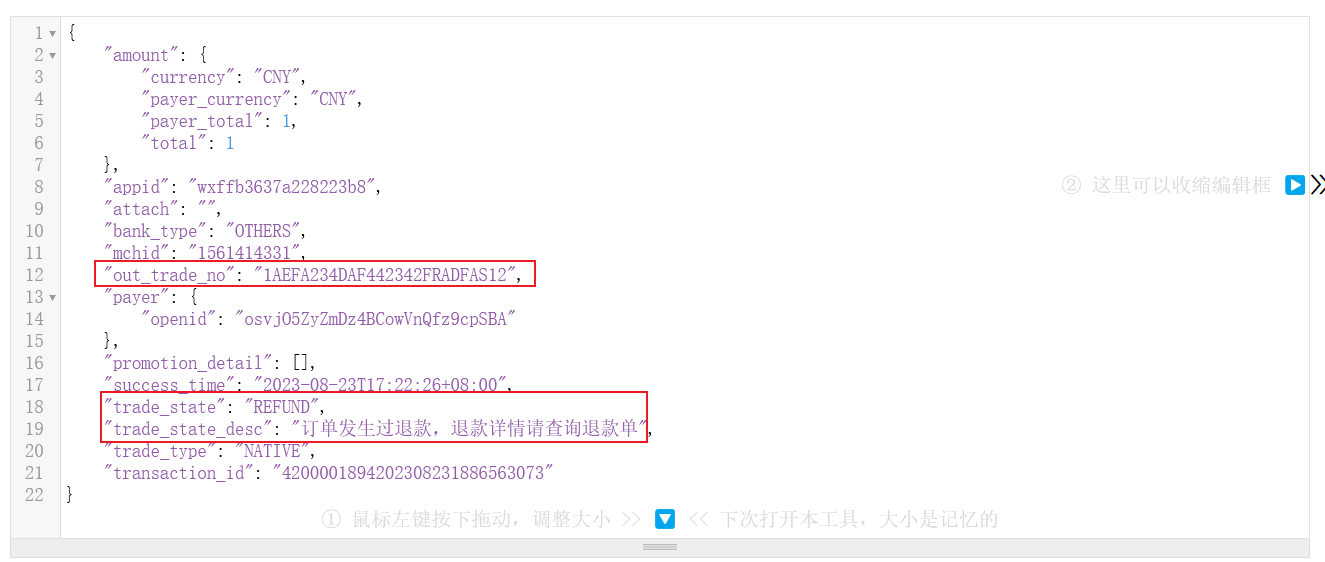 1 {
2 "amount": {
3 "currency": "CNY",
4 "payer_currency": "CNY",
5 "payer_total": 1,
6 "total": 1
7 },
8 "appid": "wxffb3637a228223b8",
② 这里可以收缩编辑框
9 "attach": "",
10 "bank_type": "OTHERS",
11 "mchid": "1561414331",
12 "out_trade_no": "1AEFA234DAF442342FRADFAS12",
13 "payer": {
14 "openid": "osvjO5ZyZmDz4BCowVnQfz9cpSBA"
15 },
16 "promotion_detail": [],
17 "success_time": "2023-08-23T17:22:26+08:00",
18 "trade_state": "REFUND",
19 "trade_state_desc": "订单发生过退款，退款详情请查询退款单",
20 "trade_type": "NATIVE",
21 "transaction_id": "4200001894202308231886563073"
22 }
① 鼠标左键按下拖动，调整大小 >> << 下次打开本工具，大小是记忆的